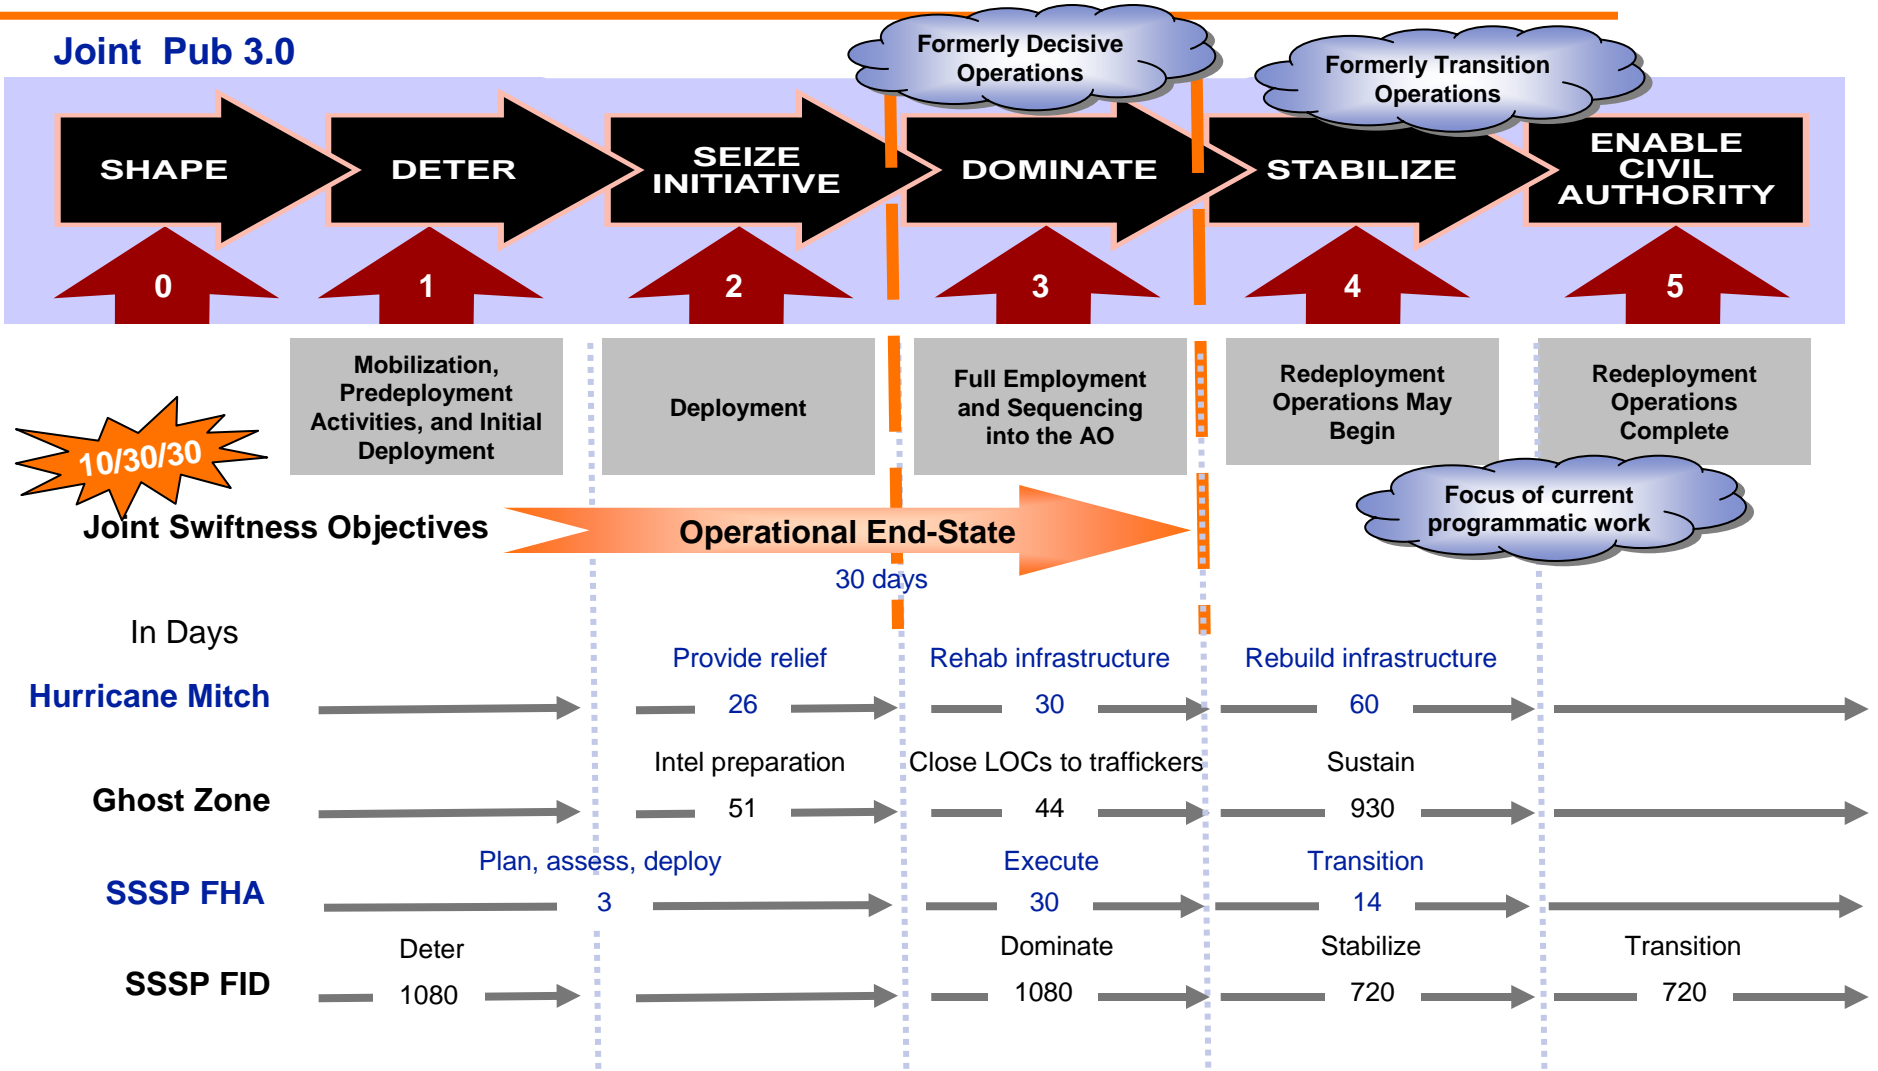 Joint Pub 3.0
Formerly Decisive
Operations
Formerly Transition
Operations
SHAPE
DETER
SEIZE
INITIATIVE
DOMINATE
STABILIZE
ENABLE
CIVIL
AUTHORITY
0
1
2
3
4
5
Mobilization,
Predeployment
Activities, and Initial
Deployment
Deployment
Full Employment
and Sequencing
into the AO
Redeployment
Operations May
Begin
Redeployment
Operations
Complete
10/30/30
Joint Swiftness Objectives
Operational End-State
30 days
Focus of current
programmatic work
In Days
Provide relief
Rehab infrastructure
Rebuild infrastructure
Hurricane Mitch
26
30
60
Intel preparation
Close LOCs to traffickers
Sustain
Ghost Zone
51
44
930
Plan, assess, deploy
Execute
Transition
SSSP FHA
3
30
14
Deter
Dominate
Stabilize
Transition
SSSP FID
1080
1080
720
720